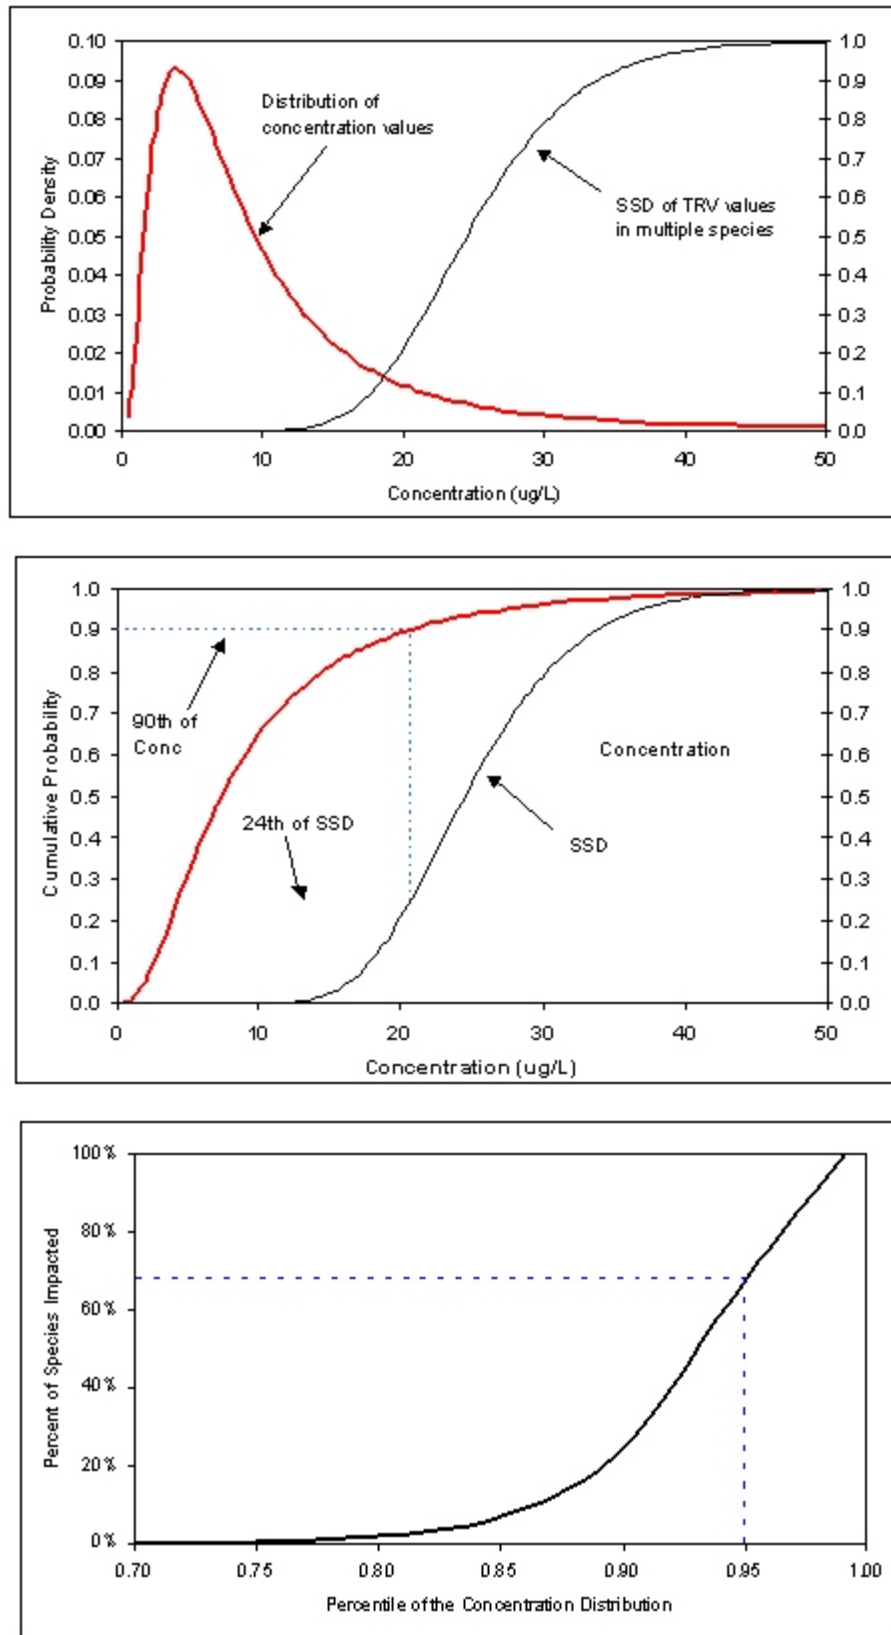 0.10
0.09
0.08
0.07
0.06
0.05
0.04
0.03
0.02
0.01
0.00
Probability Density
Distribution of
concentration values
SSD of TRV values
in multiple species
1.0
0.9
0.8
0.7
0.6
0.5
0.4
0.3
0.2
0.1
0.0
0 10 20 30 40 50
Concentration (ug/L)
1.0
0.9
0.8
0.7
0.6
0.5
0.4
0.3
0.2
0.1
0.0
Cumulative Probability
90th of
Conc
24th of SSD
Concentration
SSD
1.0
0.9
0.8
0.7
0.6
0.5
0.4
0.3
0.2
0.1
0.0
0 10 20 30 40 50
Concentration (ug/L)
100%
80%
60%
40%
20%
0%
Percent of Species Impacted
0.70 0.75 0.80 0.85 0.90 0.95 1.00
Percentile of the Concentration Distribution